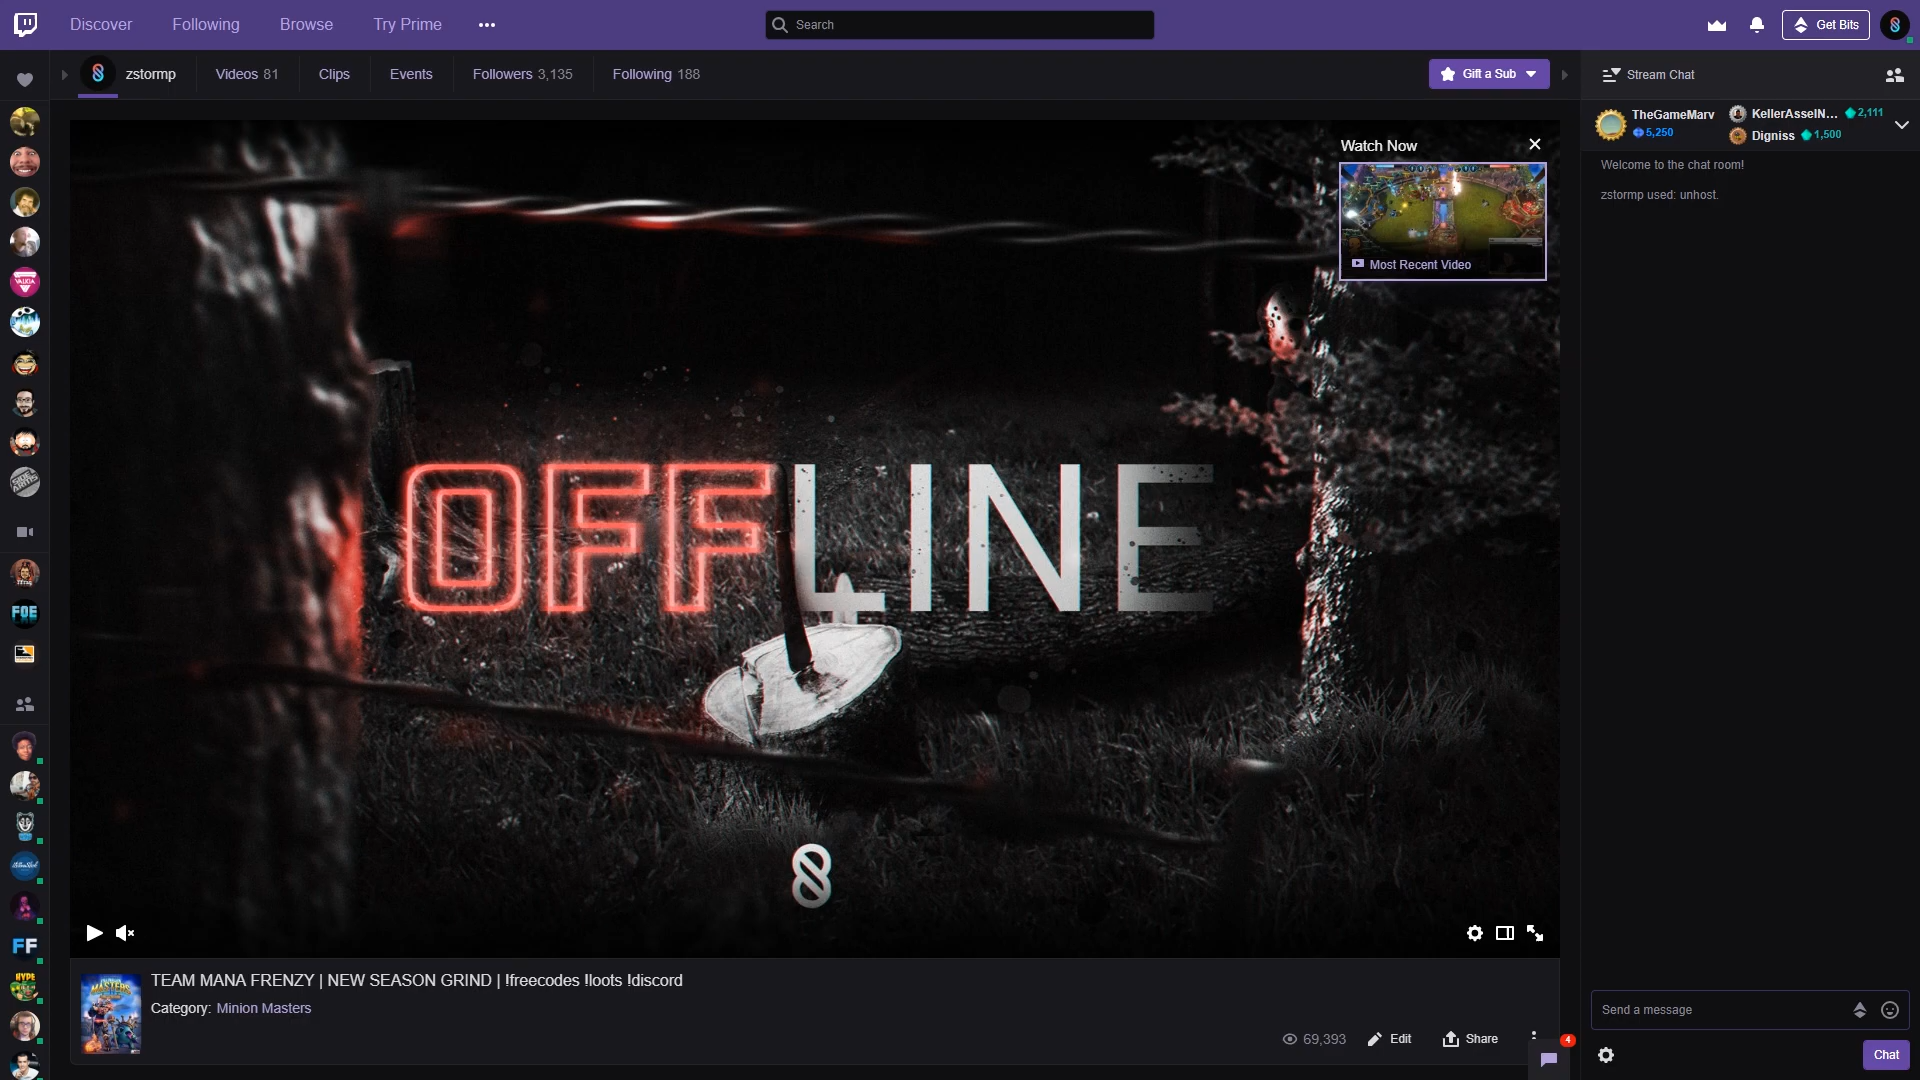 Discover
Following
Browse
Try Prime
Search
Get Bits
zstormp
Videos 81
Clips
Events
Followers 3,135
Following 188
Gift a Sub
Stream Chat
TheGameMarv
5,250
KellerAsselN... 2,111
Digniss 1,500
Welcome to the chat room!
zstormp used: unhost.
Watch Now
Most Recent Video
OFFLINE
FF
HYPE
TEAM MANA FRENZY | NEW SEASON GRIND | !freecodes !loots !discord
Category: Minion Masters
69,393
Edit
Share
4
Send a message
Chat